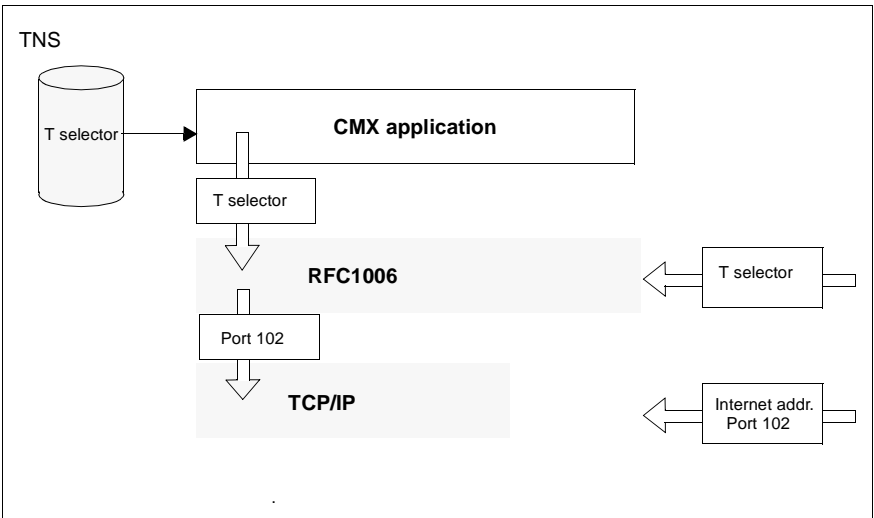 TNS
T selector
CMX application
T selector
RFC1006
T selector
Port 102
TCP/IP
Internet addr.
Port 102
.